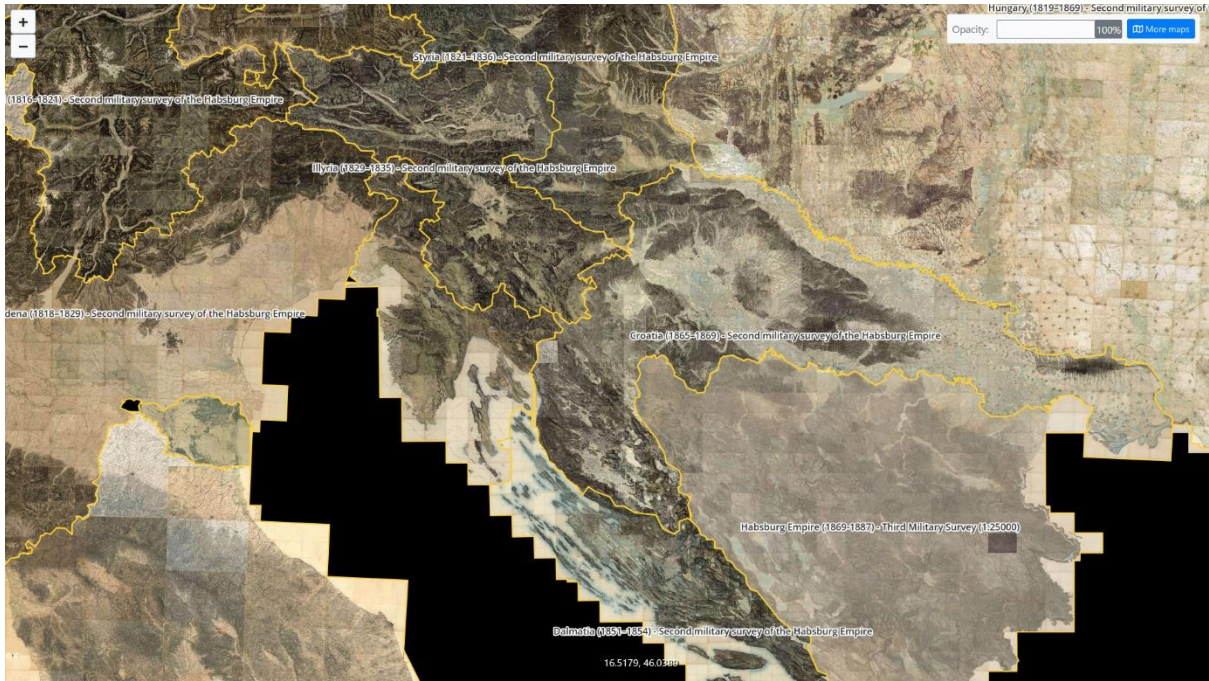 Hungary (1819–1869) - Second military survey of
+
−
Opacity:
100%
More maps
Styria (1821–1836) - Second military survey of the Habsburg Empire
(1816–1821) - Second military survey of the Habsburg Empire
Illyria (1829–1835) - Second military survey of the Habsburg Empire
dena (1818–1829) - Second military survey of the Habsburg Empire
Croatia (1865–1869) - Second military survey of the Habsburg Empire
Habsburg Empire (1869-1887) - Third Military Survey (1:25000)
Dalmatia (1851–1854) - Second military survey of the Habsburg Empire
16.5179,